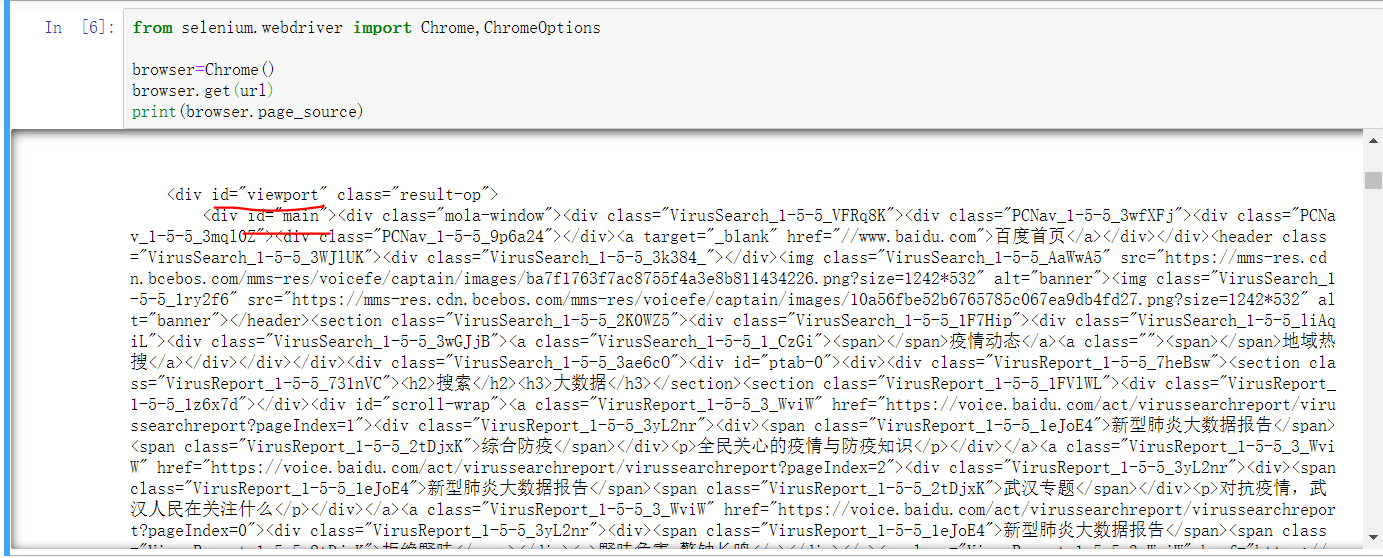 In [6]:
from selenium.webdriver import Chrome,ChromeOptions
browser=Chrome()
browser.get(url)
print(browser.page_source)
<div id="viewport" class="result-op">
<div id="main"><div class="mola-window"><div class="VirusSearch_1-5-5_VFRq8K"><div class="PCNav_1-5-5_3wfXFj"><div class="PCNa
v_1-5-5_3mqlOZ"><div class="PCNav_1-5-5_9p6a24"></div><a target="_blank" href="//www.baidu.com">百度首页</a></div></div><header class
="VirusSearch_1-5-5_3WJlUK"><div class="VirusSearch_1-5-5_3k384_"></div><img class="VirusSearch_1-5-5_AaWwA5" src="https://mms-res.cd
n.bcebos.com/mms-res/voicefe/captain/images/ba7f1763f7ac8755f4a3e8b811434226.png?size=1242*532" alt="banner"><img class="VirusSearch_1
-5-5_1ry2f6" src="https://mms-res.cdn.bcebos.com/mms-res/voicefe/captain/images/10a56fbe52b6765785c067ea9db4fd27.png?size=1242*532" al
t="banner"></header><section class="VirusSearch_1-5-5_2K0WZ5"><div class="VirusSearch_1-5-5_1F7Hip"><div class="VirusSearch_1-5-5_liAq
iL"><div class="VirusSearch_1-5-5_3wGJjB"><a class="VirusSearch_1-5-5_1_CzGi"><span></span>疫情动态</a><a class=""><span></span>地域热
搜</a></div></div></div><div class="VirusSearch_1-5-5_3ae6c0"><div id="ptab-0"><div><div class="VirusReport_1-5-5_7heBsw"><section cla
ss="VirusReport_1-5-5_731nVC"><h2>搜索</h2><h3>大数据</h3></section><section class="VirusReport_1-5-5_1FVlWL"><div class="VirusReport_
1-5-5_1z6x7d"></div><div id="scroll-wrap"><a class="VirusReport_1-5-5_3_WviW" href="https://voice.baidu.com/act/virussearchreport/viru
ssearchreport?pageIndex=1"><div class="VirusReport_1-5-5_3yL2nr"><div><span class="VirusReport_1-5-5_1eJoE4">新型肺炎大数据报告</span>
<span class="VirusReport_1-5-5_2tDjxK">综合防疫</span></div><p>全民关心的疫情与防疫知识</p></div></a><a class="VirusReport_1-5-5_3_Wvi
W" href="https://voice.baidu.com/act/virussearchreport/virussearchreport?pageIndex=2"><div class="VirusReport_1-5-5_3yL2nr"><div><span
class="VirusReport_1-5-5_1eJoE4">新型肺炎大数据报告</span><span class="VirusReport_1-5-5_2tDjxK">武汉专题</span></div><p>对抗疫情，武
汉人民在关注什么</p></div></a><a class="VirusReport_1-5-5_3_WviW" href="https://voice.baidu.com/act/virussearchreport/virussearchrepor
t?pageIndex=0"><div class="VirusReport_1-5-5_3yL2nr"><div><span class="VirusReport_1-5-5_1eJoE4">新型肺炎大数据报告</span><span class